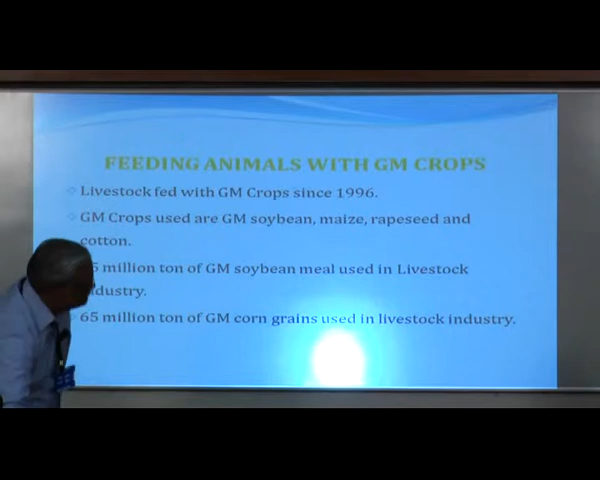 FEEDING ANIMALS WITH GM CROPS
Livestock fed with GM Crops since 1996.
GM Crops used are GM soybean, maize, rapeseed and
cotton.
5 million ton of GM soybean meal used in Livestock
industry.
65 million ton of GM corn grains used in livestock industry.